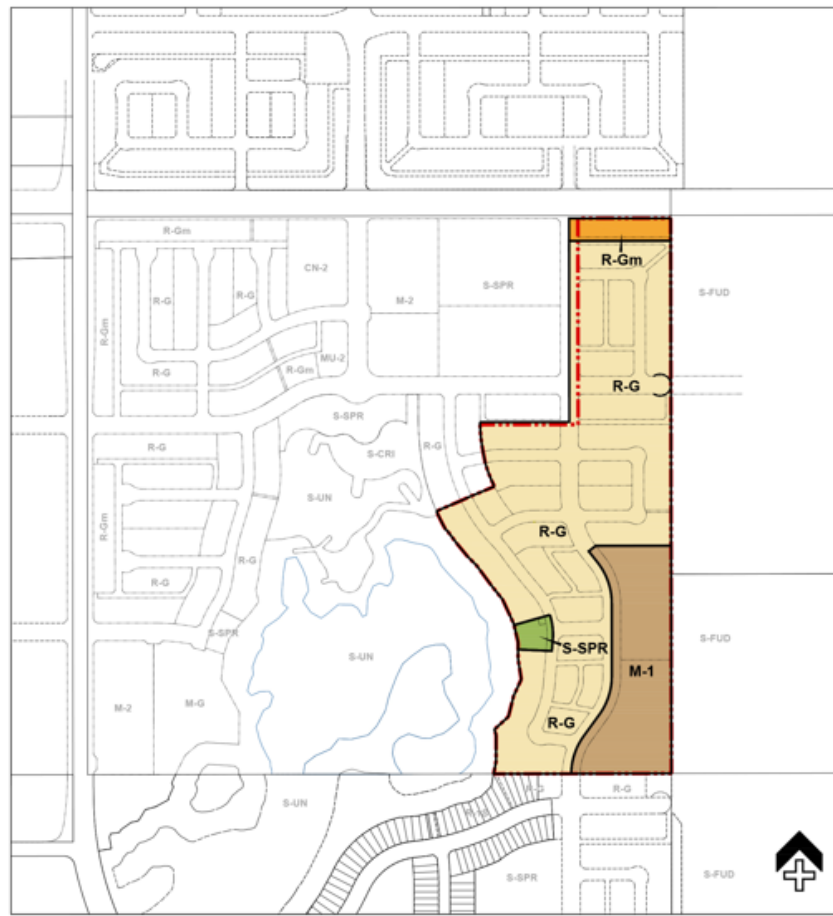 R-Gm
R-Gm
CN-2
S-FUD
R-G
R-G
M-2
S-SPR
R-Gm
MU-2
R-G
R-Gm
R-G
S-SPR
R-G
R-G
S-CRI
S-UN
R-Gm
R-G
R-G
R-G
S-SPR
S-FUD
S-SPR
S-UN
M-1
M-2
M-G
R-G
R-G
R-G
S-UN
S-SPR
S-FUD